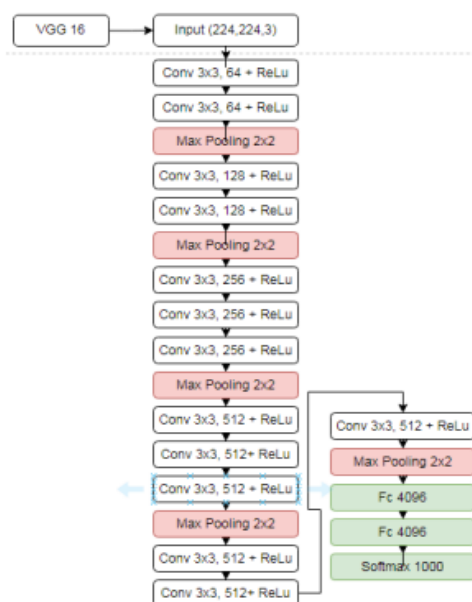 VGG 16
Input (224,224,3)
Conv 3x3, 64 + ReLu
Conv 3x3, 64 + ReLu
Max Pooling 2x2
Conv 3x3, 128 + ReLu
Conv 3x3, 128 + ReLu
Max Pooling 2x2
Conv 3x3, 256 + ReLu
Conv 3x3, 256 + ReLu
Conv 3x3, 256 + ReLu
Max Pooling 2x2
Conv 3x3, 512 + ReLu
Conv 3x3, 512+ ReLu
Conv 3x3, 512 + ReLu
Max Pooling 2x2
Conv 3x3, 512 + ReLu
Conv 3x3, 512+ ReLu
Conv 3x3, 512 + ReLu
Max Pooling 2x2
Fc 4096
Fc 4096
Softmax 1000